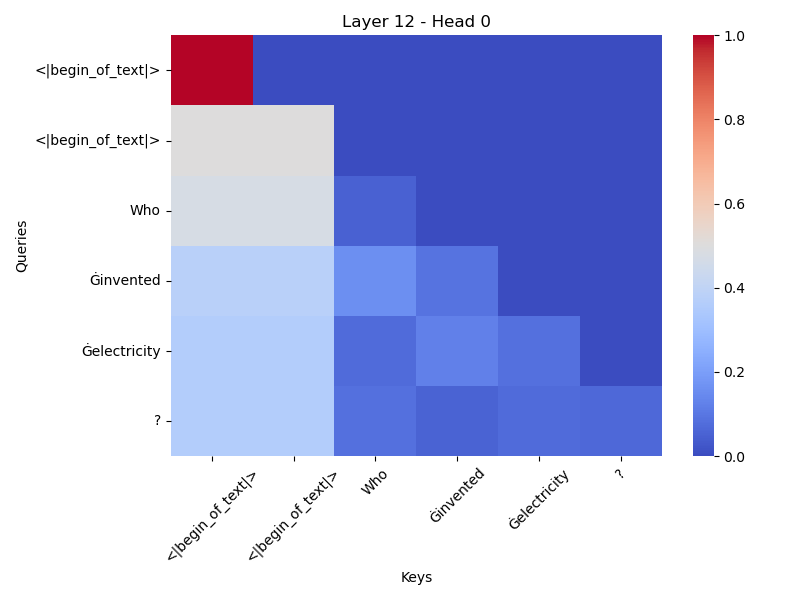 Layer 12 - Head 0
<|begin_of_text|>
<|begin_of_text|>
Who
Ġinvented
Ġelectricity
?
Queries
<|begin_of_text|>
<|begin_of_text|>
Who
Ġinvented
Ġelectricity
?
Keys
1.0
0.8
0.6
0.4
0.2
0.0